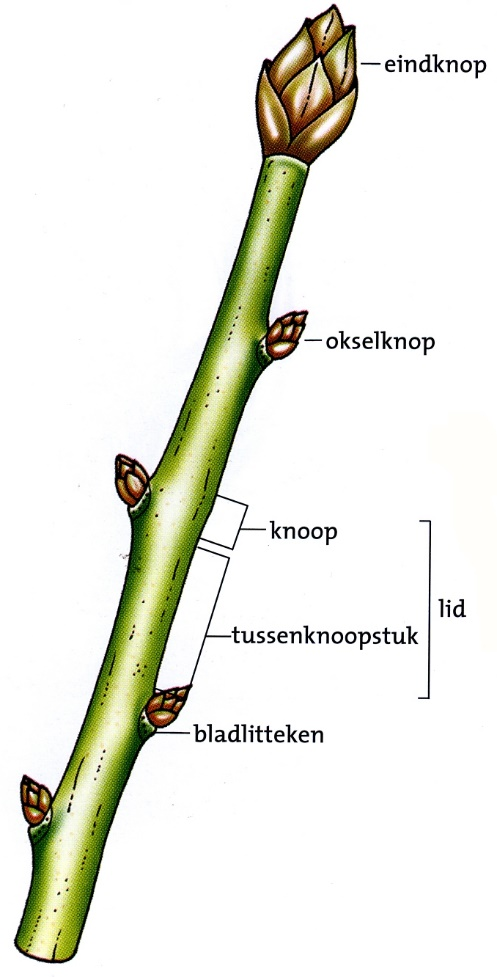 eindknop
okselknop
knoop
lid
tussenknoopstuk
bladlitteken